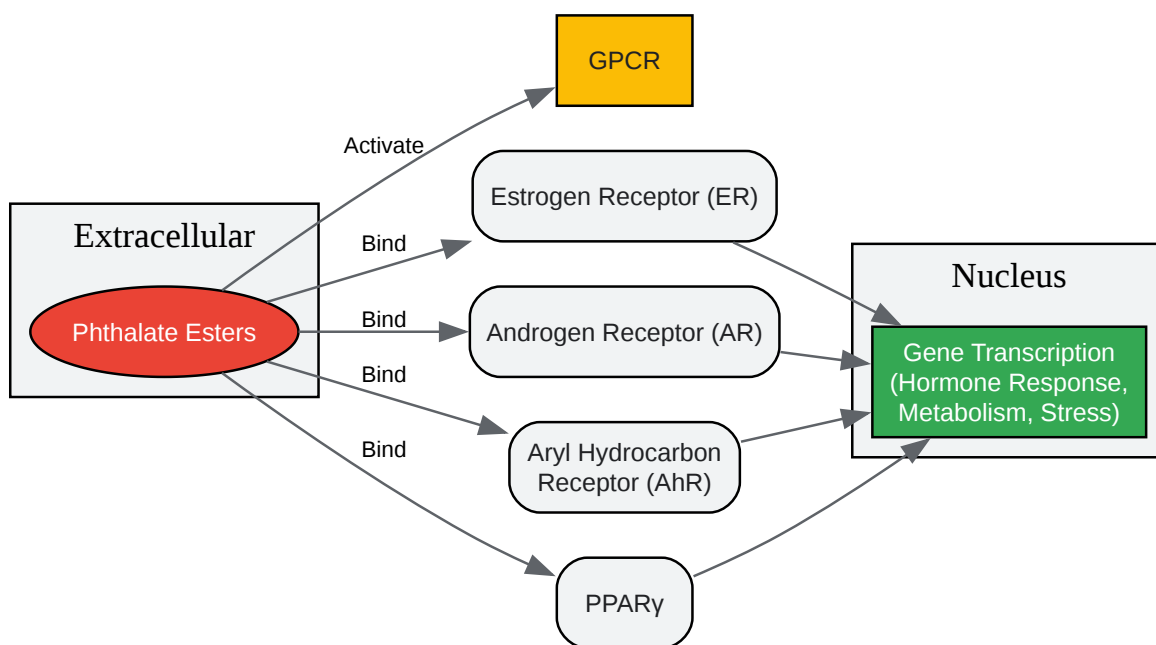 GPCR
Activate
Estrogen Receptor (ER)
Extracellular
Bind
Nucleus
Phthalate Esters
Bind
Androgen Receptor (AR)
Gene Transcription
(Hormone Response,
Metabolism, Stress)
Bind
Aryl Hydrocarbon
Receptor (AhR)
Bind
PPARγ